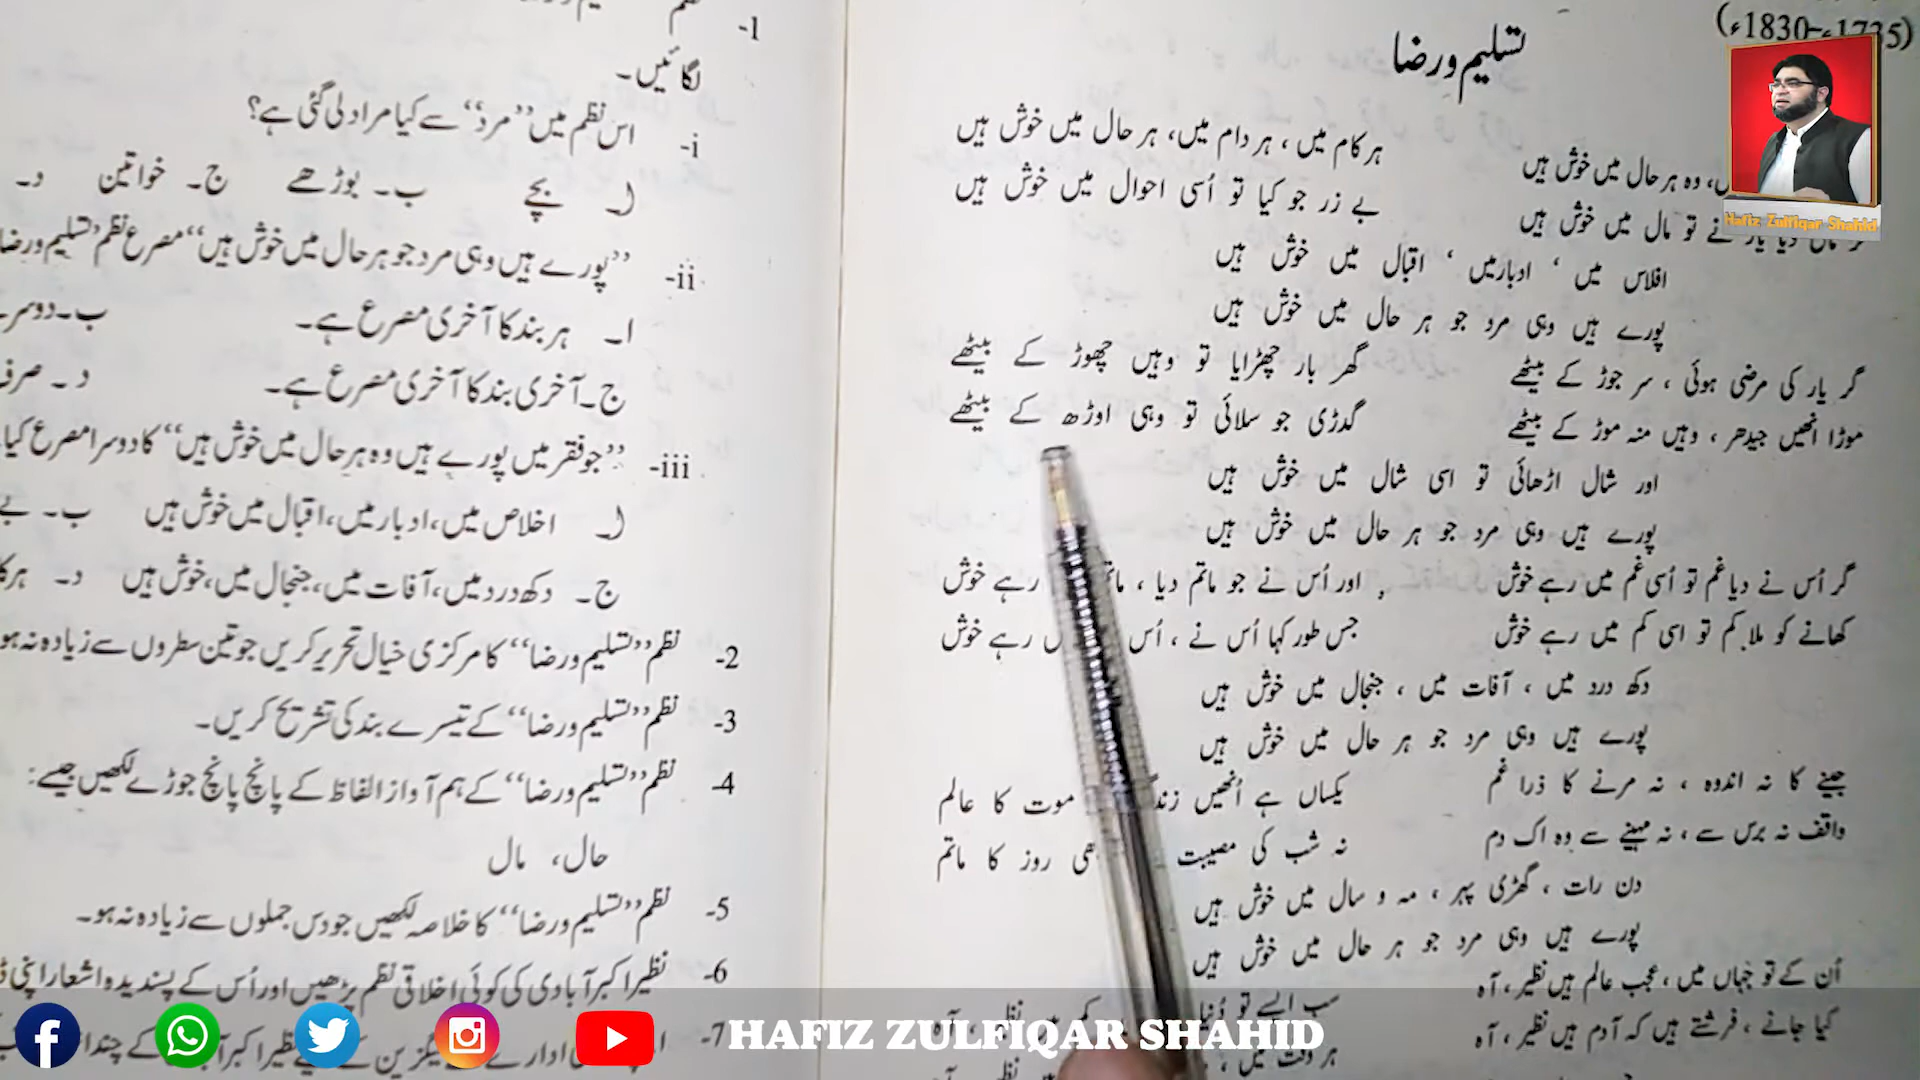 (1735ء-1830ء)
تسلیم و رضا
وہ ہر حال میں خوش ہیں
ہر کام میں ، ہر دام میں، ہر حال میں خوش ہیں
نے تو مال میں خوش ہیں
بے زر جو کیا تو اُسی احوال میں خوش ہیں
افلاس میں ‘ ادبار میں ‘ اقبال میں خوش ہیں
پورے ہیں وہی مرد جو ہر حال میں خوش ہیں
گر یار کی مرضی ہوئی ، سر جوڑ کے بیٹھے
گھر بار چھڑایا تو وہیں چھوڑ کے بیٹھے
موڑا انھیں جیدھر ، وہیں منہ موڑ کے بیٹھے
گدڑی جو سلائی تو وہی اوڑھ کے بیٹھے
اور شال اڑھائی تو اسی شال میں خوش ہیں
پورے ہیں وہی مرد جو ہر حال میں خوش ہیں
گر اُس نے دیا غم تو اُسی غم میں رہے خوش
اور اُس نے جو ماتم دیا ، رہے خوش
کھانے کو ملا کم تو اسی کم میں رہے خوش
جس طور کہا اُس نے ، اُس رہے خوش
دکھ درد میں ، آفات میں ، جنجال میں خوش ہیں
پورے ہیں وہی مرد جو ہر حال میں خوش ہیں
جینے کا نہ اندوہ ، نہ مرنے کا ذرا غم
یکساں ہے اُنھیں موت کا عالم
واقف نہ برس سے ، نہ مہینے سے وہ اک دم
نہ شب کی مصیبت روز کا ماتم
دن رات ، گھڑی پہر ، مہ و سال میں خوش ہیں
پورے ہیں وہی مرد جو ہر حال میں خوش ہیں
اُن کے تو جہاں میں، عجب عالم ہیں نظیر، آہ
سب ایسے تو کم ہیں نظیر ، آہ
کیا جانے ، فرشتے ہیں کہ آدم ہیں نظیر ، آہ
ہر وقت میں ،
1-
لگائیں۔
i- اس نظم میں ’’مرد‘‘ سے کیا مراد لی گئی ہے؟
ا۔ بچے ب۔ بوڑھے ج۔ خواتین د۔
ii- ’’پورے ہیں وہی مرد جو ہر حال میں خوش ہیں‘‘ مصرع نظم ’تسلیم و رضا
ا۔ ہر بند کا آخری مصرع ہے۔ ب۔ دوسر
ج۔ آخری بند کا آخری مصرع ہے۔ د۔ صرف
iii- ’’جو فقر میں پورے ہیں وہ ہر حال میں خوش ہیں‘‘ کا دوسرا مصرع کیا
ا۔ اخلاص میں، ادبار میں، اقبال میں خوش ہیں ب۔ بے
ج۔ دکھ درد میں، آفات میں، جنجال میں، خوش ہیں د۔ ہر کا
2- نظم ’’تسلیم و رضا‘‘ کا مرکزی خیال تحریر کریں جو تین سطروں سے زیادہ نہ ہو
3- نظم ’’تسلیم و رضا‘‘ کے تیسرے بند کی تشریح کریں۔
4- نظم ’’تسلیم و رضا‘‘ کے ہم آواز الفاظ کے پانچ پانچ جوڑے لکھیں جیسے:
حال، مال
5- نظم ’’تسلیم و رضا‘‘ کا خلاصہ لکھیں جو دس جملوں سے زیادہ نہ ہو۔
6- نظیر اکبر آبادی کی کوئی اخلاقی نظم پڑھیں اور اُس کے پسندیدہ اشعار اپنی
7- ادارے کے چندا
Hafiz Zulfiqar Shahid
HAFIZ ZULFIQAR SHAHID